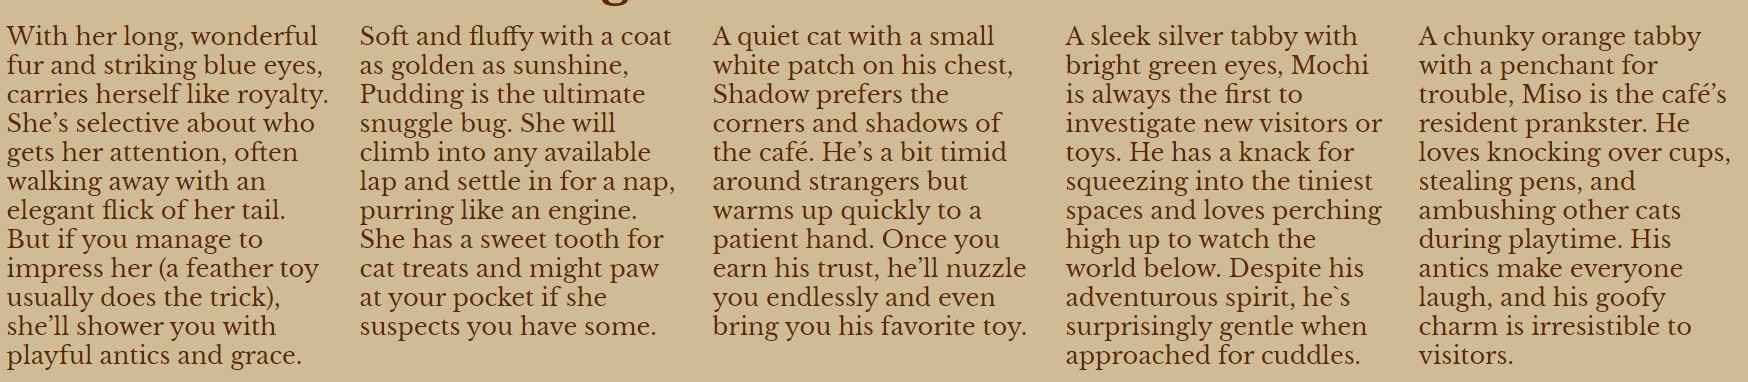 With her long, wonderful
fur and striking blue eyes,
carries herself like royalty.
She’s selective about who
gets her attention, often
walking away with an
elegant flick of her tail.
But if you manage to
impress her (a feather toy
usually does the trick),
she’ll shower you with
playful antics and grace.
Soft and fluffy with a coat
as golden as sunshine,
Pudding is the ultimate
snuggle bug. She will
climb into any available
lap and settle in for a nap,
purring like an engine.
She has a sweet tooth for
cat treats and might paw
at your pocket if she
suspects you have some.
A quiet cat with a small
white patch on his chest,
Shadow prefers the
corners and shadows of
the café. He’s a bit timid
around strangers but
warms up quickly to a
patient hand. Once you
earn his trust, he’ll nuzzle
you endlessly and even
bring you his favorite toy.
A sleek silver tabby with
bright green eyes, Mochi
is always the first to
investigate new visitors or
toys. He has a knack for
squeezing into the tiniest
spaces and loves perching
high up to watch the
world below. Despite his
adventurous spirit, he`s
surprisingly gentle when
approached for cuddles.
A chunky orange tabby
with a penchant for
trouble, Miso is the café’s
resident prankster. He
loves knocking over cups,
stealing pens, and
ambushing other cats
during playtime. His
antics make everyone
laugh, and his goofy
charm is irresistible to
visitors.